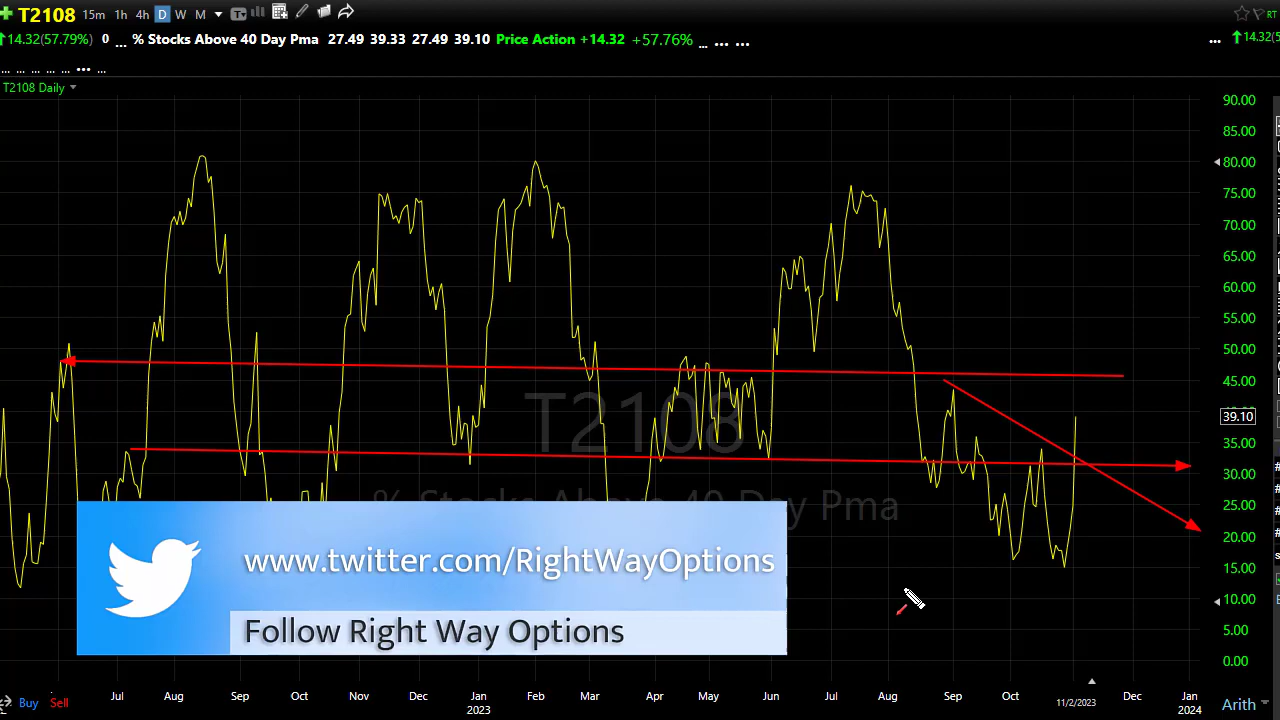 T2108 15m 1h 4h D W M
14.32(57.79%) 0 ... % Stocks Above 40 Day Pma 27.49 39.33 27.49 39.10 Price Action +14.32 +57.76% ... ... ... ... 14.32(5
... ... ... ... ... ... ...
T2108 Daily
90.00
85.00
80.00
75.00
70.00
65.00
60.00
55.00
50.00
45.00
39.10
35.00
30.00
25.00
20.00
15.00
10.00
5.00
0.00
T2108
% Stocks Above 40 Day Pma
www.twitter.com/RightWayOptions
Follow Right Way Options
Jul Aug Sep Oct Nov Dec Jan Feb Mar Apr May Jun Jul Aug Sep Oct Dec Jan
2023 11/2/2023 2024
Buy Sell Arith